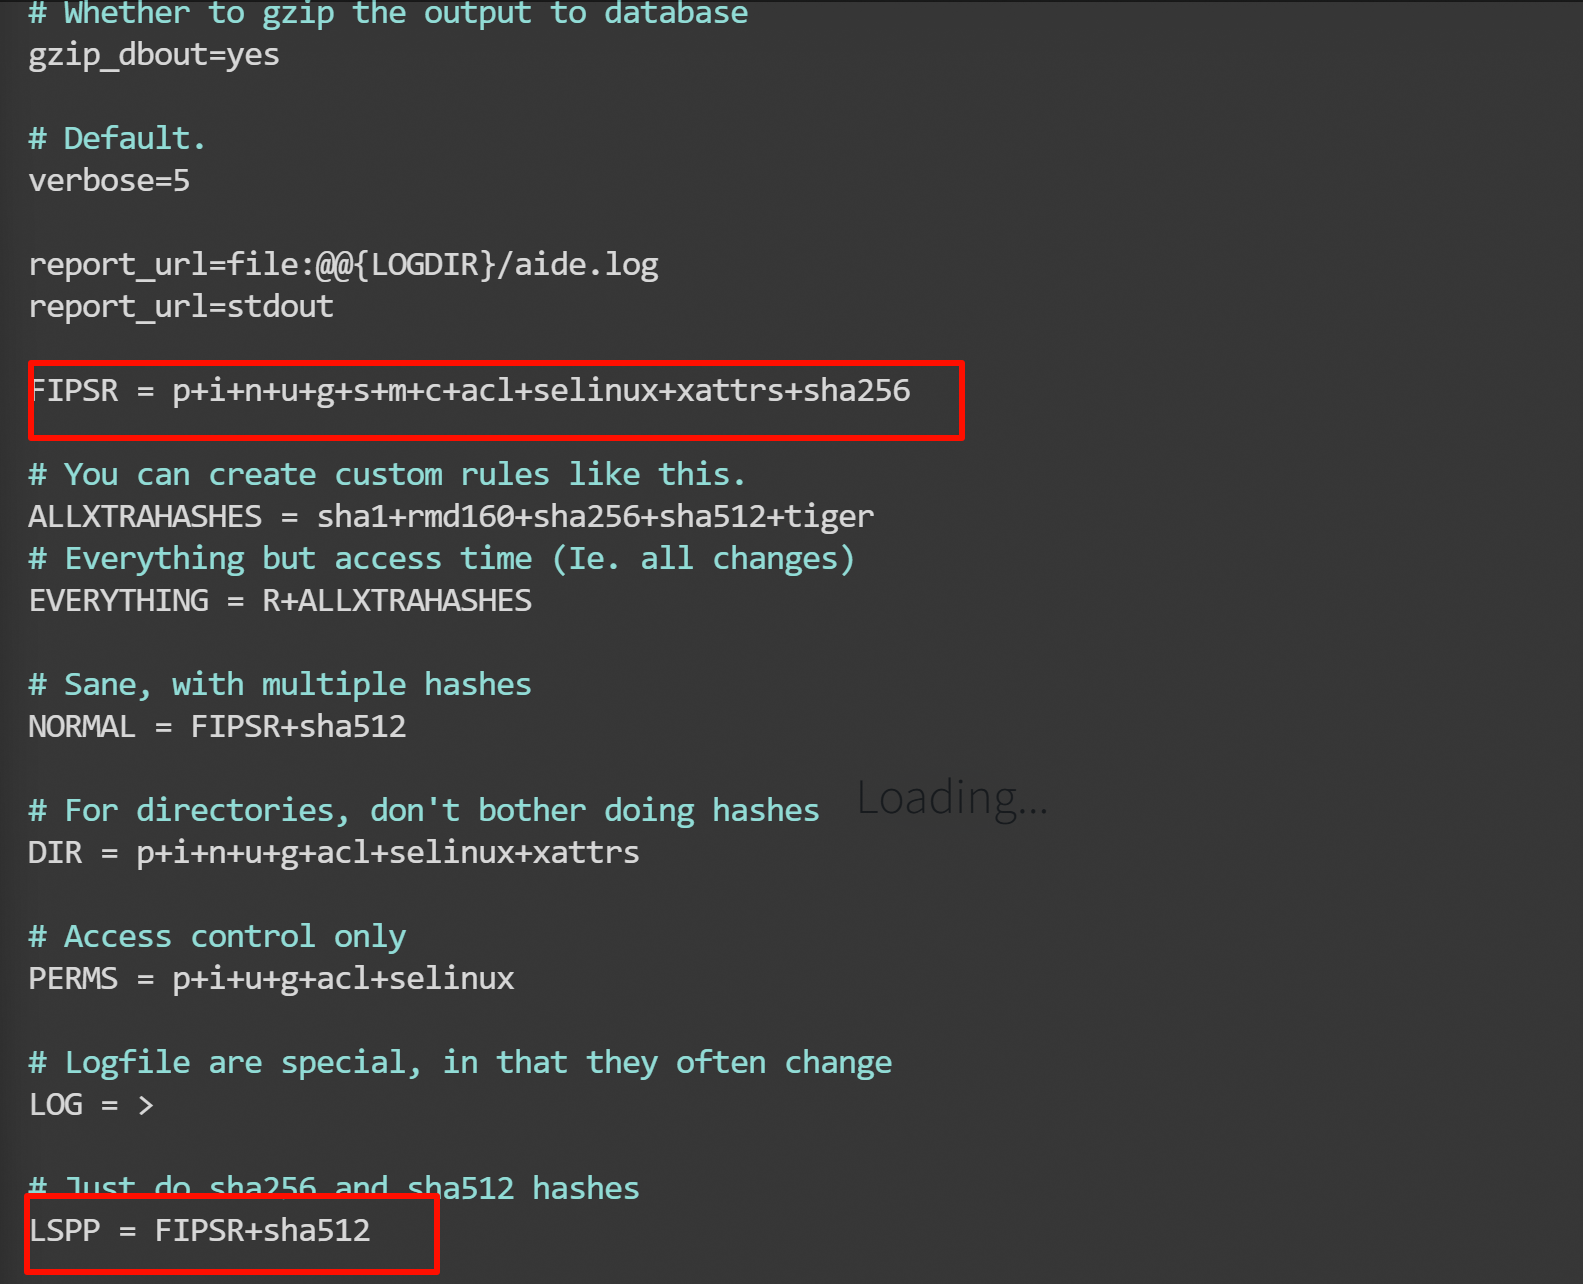 # Whether to gzip the output to database
gzip_dbout=yes
# Default.
verbose=5
report_url=file:@@{LOGDIR}/aide.log
report_url=stdout
FIPSR = p+i+n+u+g+s+m+c+acl+selinux+xattrs+sha256
# You can create custom rules like this.
ALLXTRAHASHES = sha1+rmd160+sha256+sha512+tiger
# Everything but access time (Ie. all changes)
EVERYTHING = R+ALLXTRAHASHES
# Sane, with multiple hashes
NORMAL = FIPSR+sha512
Loading...
# For directories, don't bother doing hashes
DIR = p+i+n+u+g+acl+selinux+xattrs
# Access control only
PERMS = p+i+u+g+acl+selinux
# Logfile are special, in that they often change
LOG = >
# Just do sha256 and sha512 hashes
LSPP = FIPSR+sha512